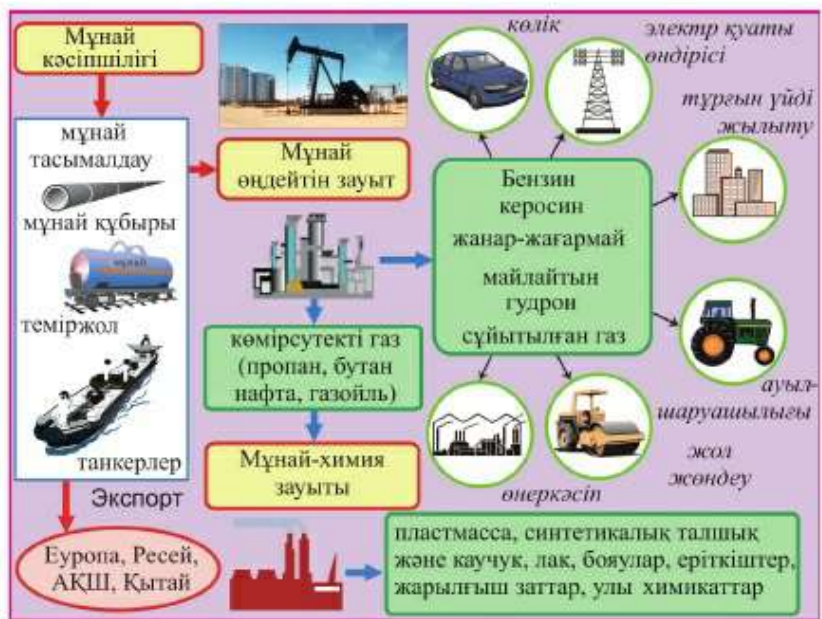 Мұнай
кәсіпшілігі
мұнай
тасымалдау
мұнай құбыры
мұнай
теміржол
танкерлер
Экспорт
Еуропа, Ресей,
АҚШ, Қытай
Мұнай
өңдейтін зауыт
көмірсутекті газ
(пропан, бутан
нафта, газойль)
Мұнай-химия
зауыты
Бензин
керосин
жанар-жағармай
майлайтын
гудрон
сұйытылған газ
көлік
электр қуаты
өндірісі
тұрғын үйді
жылыту
ауыл-
шаруашылығы
жол
жөндеу
өнеркәсіп
пластмасса, синтетикалық талшық
және каучук, лак, бояулар, еріткіштер,
жарылғыш заттар, улы химикаттар